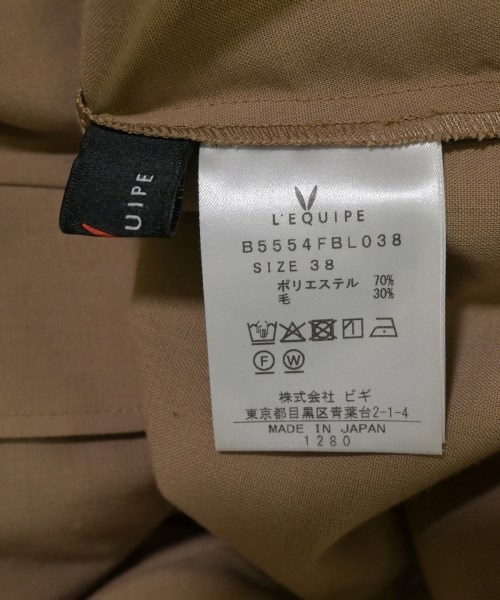 UIPE
L'EQUIPE
B5554FBL038
SIZE 38
ポリエステル 70%
毛 30%
F W
株式会社 ビギ
東京都目黒区青葉台2-1-4
MADE IN JAPAN
1280